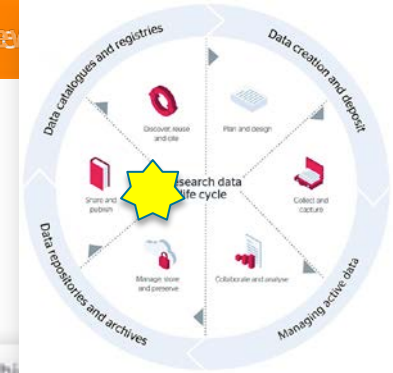 Data catalogues and registries
Data creation and deposit
Discover, reuse
and cite
Plan and design
Share and
publish
esearch data
life cycle
Collect and
capture
Manage store
and preserve
Collaborate and analyse
Data repositories and archives
Managing active data